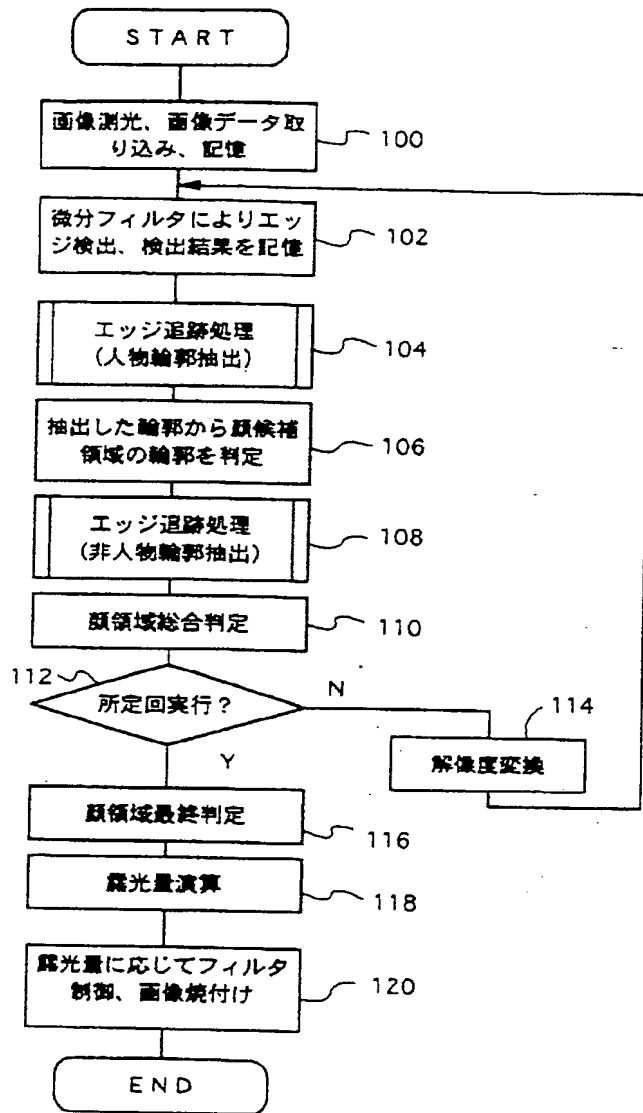 START
画像測光、画像データ取
り込み、記憶
100
微分フィルタによりエッ
ジ検出、検出結果を記憶
102
エッジ追跡処理
(人物輪郭抽出)
104
抽出した輪郭から顔候補
領域の輪郭を判定
106
エッジ追跡処理
(非人物輪郭抽出)
108
顔領域総合判定
110
112
所定回実行?
N
Y
114
解像度変換
顔領域最終判定
116
露光量演算
118
露光量に応じてフィルタ
制御、画像焼付け
120
END